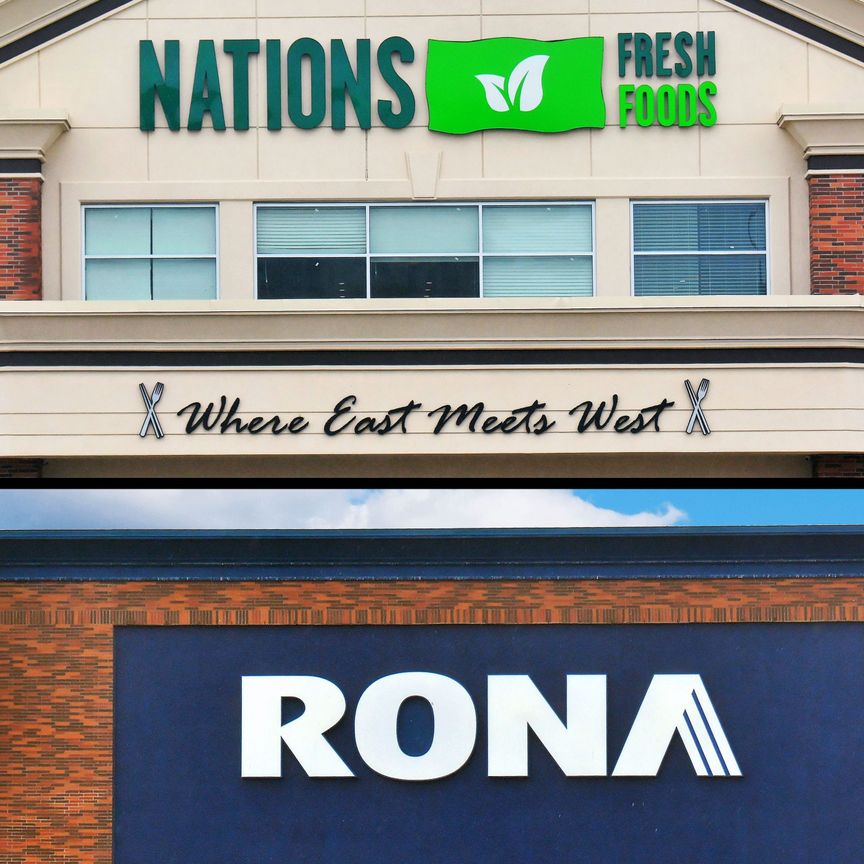 NATIONS FRESH
FOODS
Where East Meets West
RONA